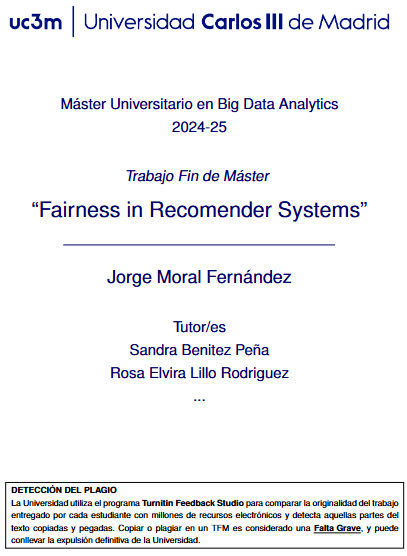 uc3m | Universidad Carlos III de Madrid
Máster Universitario en Big Data Analytics
2024-25
Trabajo Fin de Máster
“Fairness in Recomender Systems”
Jorge Moral Fernández
Tutor/es
Sandra Benitez Peña
Rosa Elvira Lillo Rodriguez
...
DETECCIÓN DEL PLAGIO
La Universidad utiliza el programa Turnitin Feedback Studio para comparar la originalidad del trabajo
entregado por cada estudiante con millones de recursos electrónicos y detecta aquellas partes del
texto copiadas y pegadas. Copiar o plagiar en un TFM es considerado una Falta Grave, y puede
conllevar la expulsión definitiva de la Universidad.